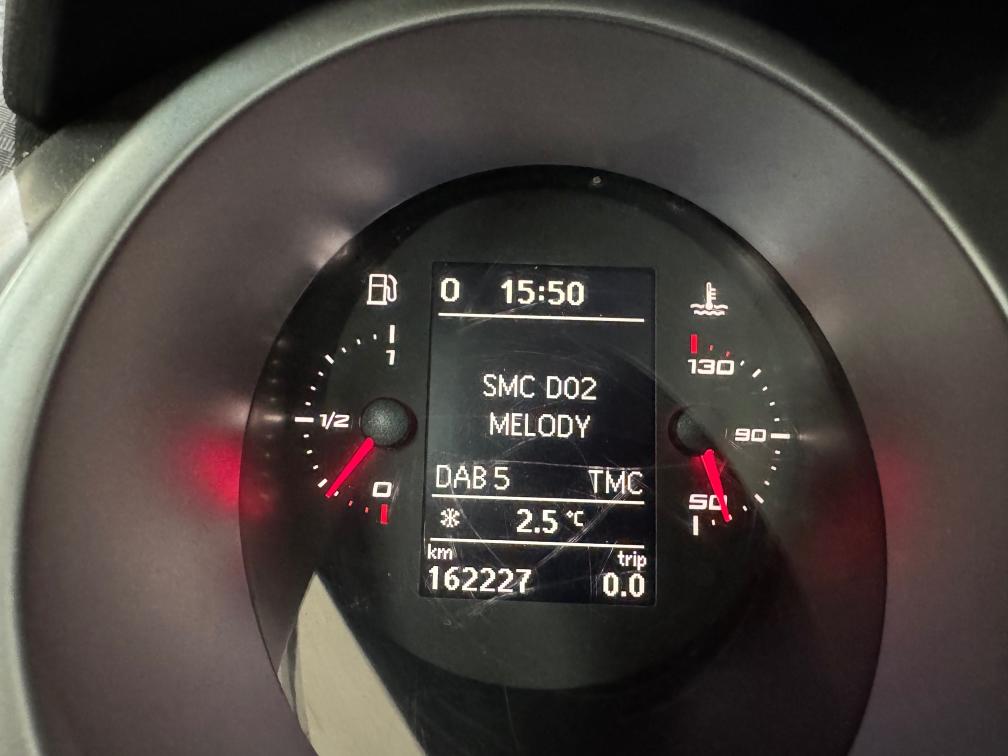 O 15:50
SMC D02
MELODY
DAB 5 TMC
2.5 °C
km trip
162227 0.0
1
1/2
0
130
90
50